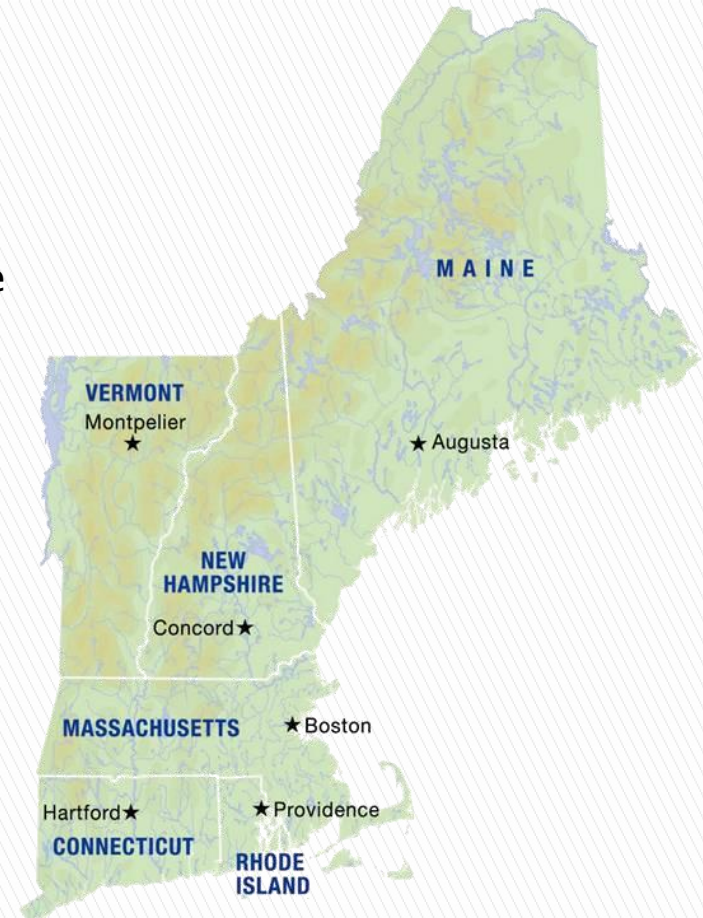 MAINE
VERMONT
Montpelier
Augusta
NEW
HAMPSHIRE
Concord
MASSACHUSETTS
Boston
Hartford
Providence
CONNECTICUT
RHODE
ISLAND